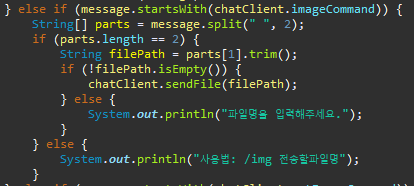 } else if (message.startsWith(chatClient.imageCommand)) {
String[] parts = message.split(" ", 2);
if (parts.length == 2) {
String filePath = parts[1].trim();
if (!filePath.isEmpty()) {
chatClient.sendFile(filePath);
} else {
System.out.println("파일명을 입력해주세요.");
}
} else {
System.out.println("사용법: /img 전송할파일명");
}